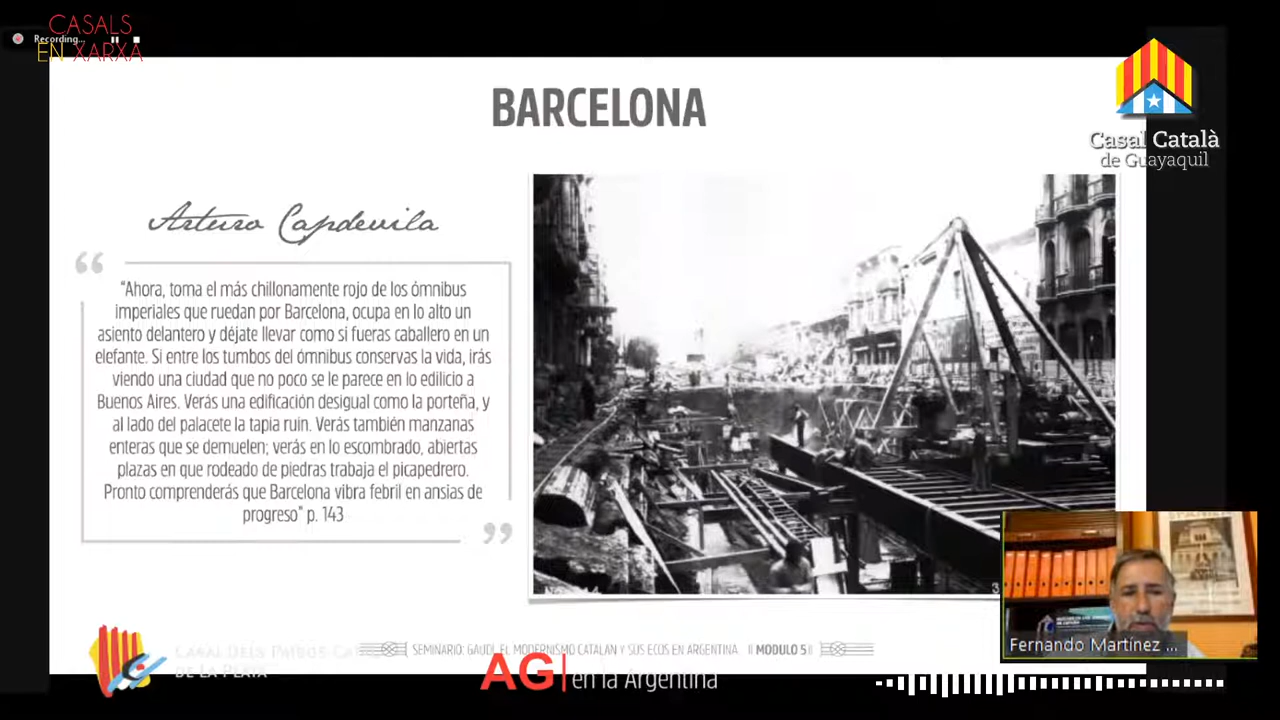 CASALS
EN XARXA
Recording...
BARCELONA
Casal Català
de Guayaquil
Arturo Capdevila
“
“Ahora, toma el más chillonamente rojo de los ómnibus
imperiales que ruedan por Barcelona, ocupa en lo alto un
asiento delantero y déjate llevar como si fueras caballero en un
elefante. Si entre los tumbos del ómnibus conservas la vida, irás
viendo una ciudad que no poco se le parece en lo edilicio a
Buenos Aires. Verás una edificación desigual como la porteña, y
al lado del palacete la tapia ruin. Verás también manzanas
enteras que se demuelen; verás en lo escombrado, abiertas
plazas en que rodeado de piedras trabaja el picapedrero.
Pronto comprenderás que Barcelona vibra febril en ansias de
progreso” p. 143
”
Fernando Martínez ...
CASAL DELS PAÏSOS
DE LA PLATA
SEMINARIO: GAUDÍ, EL MODERNISMO CATALÁN Y SUS ECOS EN ARGENTINA II MODULO 5 II
AG
en la Argentina